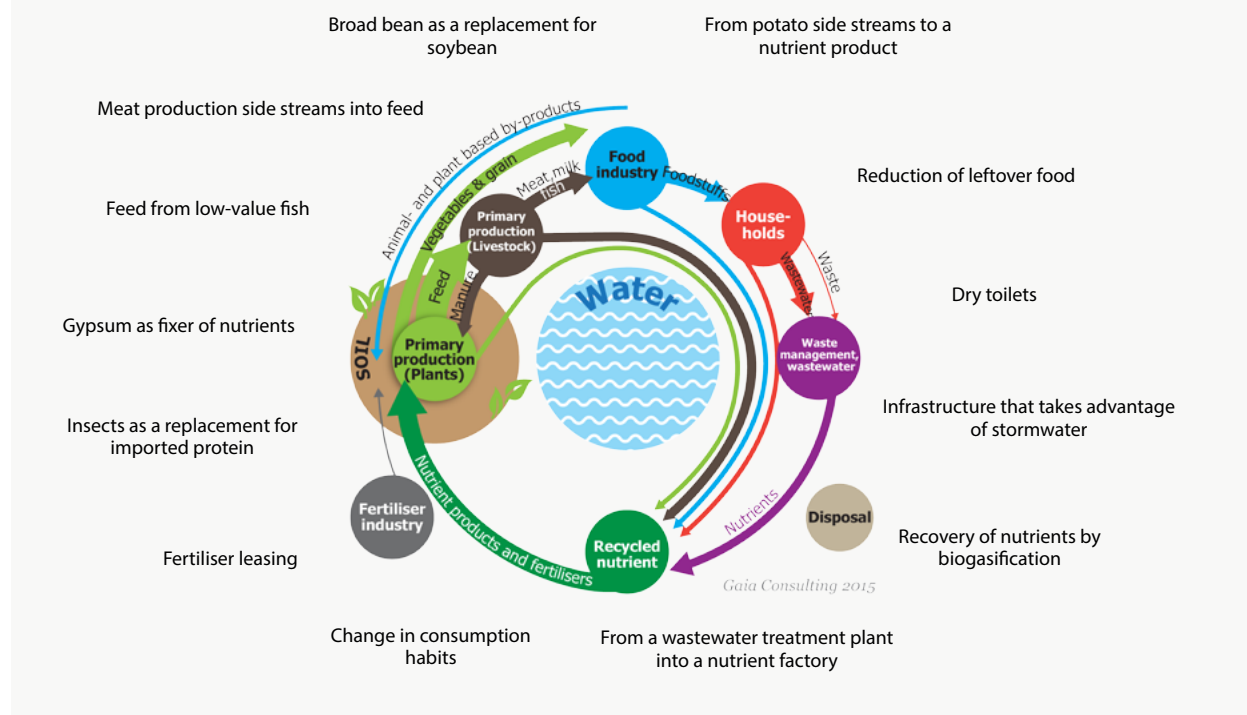 Broad bean as a replacement for
soybean
From potato side streams to a
nutrient product
Meat production side streams into feed
Animal- and plant based by-products
Vegetables & grain
Meat,milk
fish
Food
industry
Foodstuffs
Reduction of leftover food
Feed from low-value fish
Primary
production
(Livestock)
House-
holds
Wastewater
Waste
Feed
Manure
Water
Dry toilets
Gypsum as fixer of nutrients
SOIL
Primary
production
(Plants)
Waste
management,
wastewater
Infrastructure that takes advantage
of stormwater
Insects as a replacement for
imported protein
Nutrient products and fertilisers
Fertiliser
industry
Nutrients
Disposal
Recycled
nutrient
Recovery of nutrients by
biogasification
Fertiliser leasing
Gaia Consulting 2015
Change in consumption
habits
From a wastewater treatment plant
into a nutrient factory